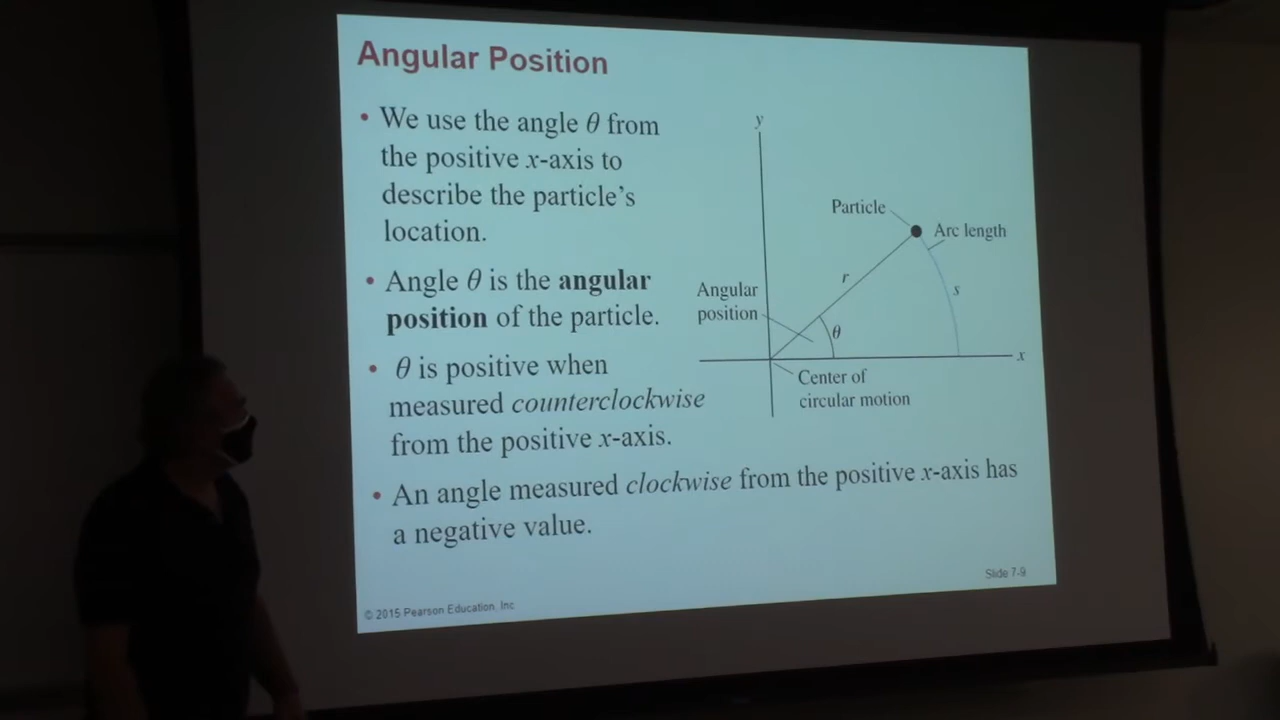 Angular Position
• We use the angle θ from
the positive x-axis to
describe the particle's
location.
• Angle θ is the angular
position of the particle.
• θ is positive when
measured counterclockwise
from the positive x-axis.
• An angle measured clockwise from the positive x-axis has
a negative value.
y
Particle
Arc length
r
s
Angular
position
θ
x
Center of
circular motion
Slide 7-9
© 2015 Pearson Education, Inc